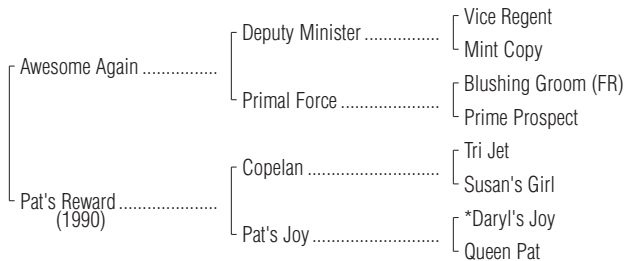 Vice Regent
Deputy Minister ................
Mint Copy
Awesome Again ................
Blushing Groom (FR)
Primal Force .....................
Prime Prospect
Tri Jet
Copelan ............................
Susan's Girl
Pat's Reward .....................
(1990)
*Daryl's Joy
Pat's Joy ...........................
Queen Pat